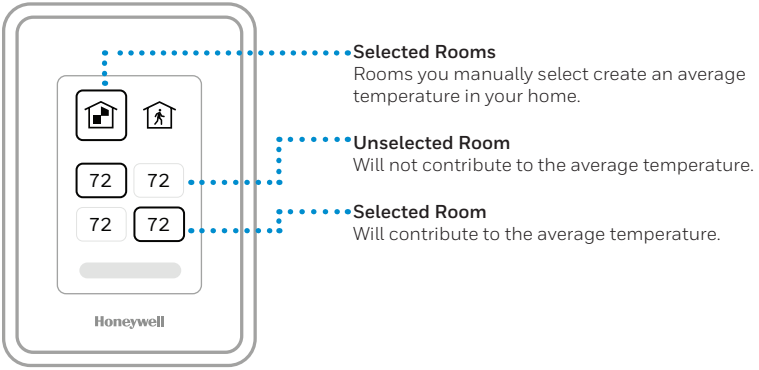 Selected Rooms
Rooms you manually select create an average
temperature in your home.
Unselected Room
Will not contribute to the average temperature.
72 72
Selected Room
72 72
Will contribute to the average temperature.
Honeywell